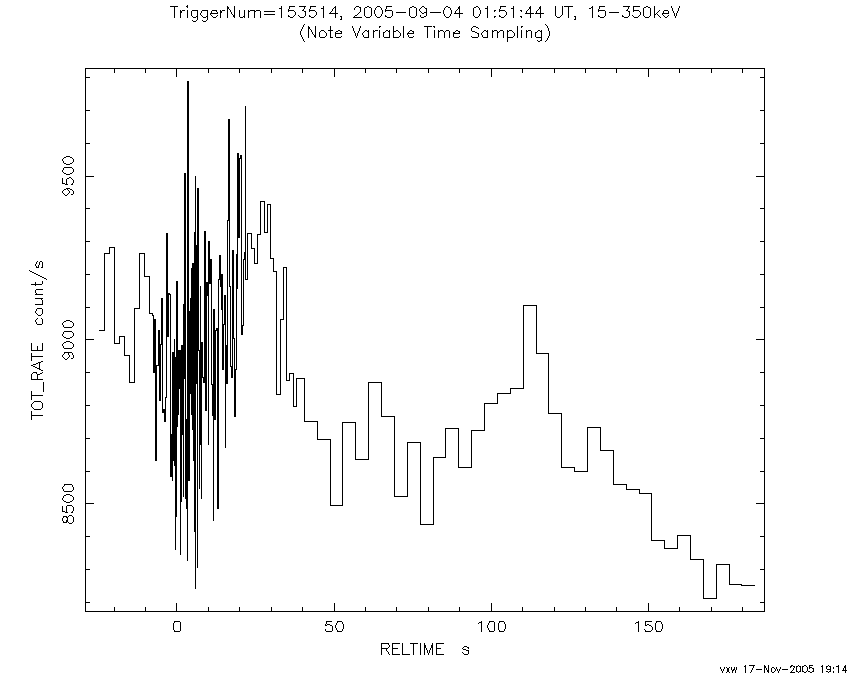 TriggerNum=153514, 2005-09-04 01:51:44 UT, 15-350keV
(Note Variable Time Sampling)
TOT_RATE count/s
9500
9000
8500
0 50 100 150
RELTIME s
vxw 17-Nov-2005 19:14